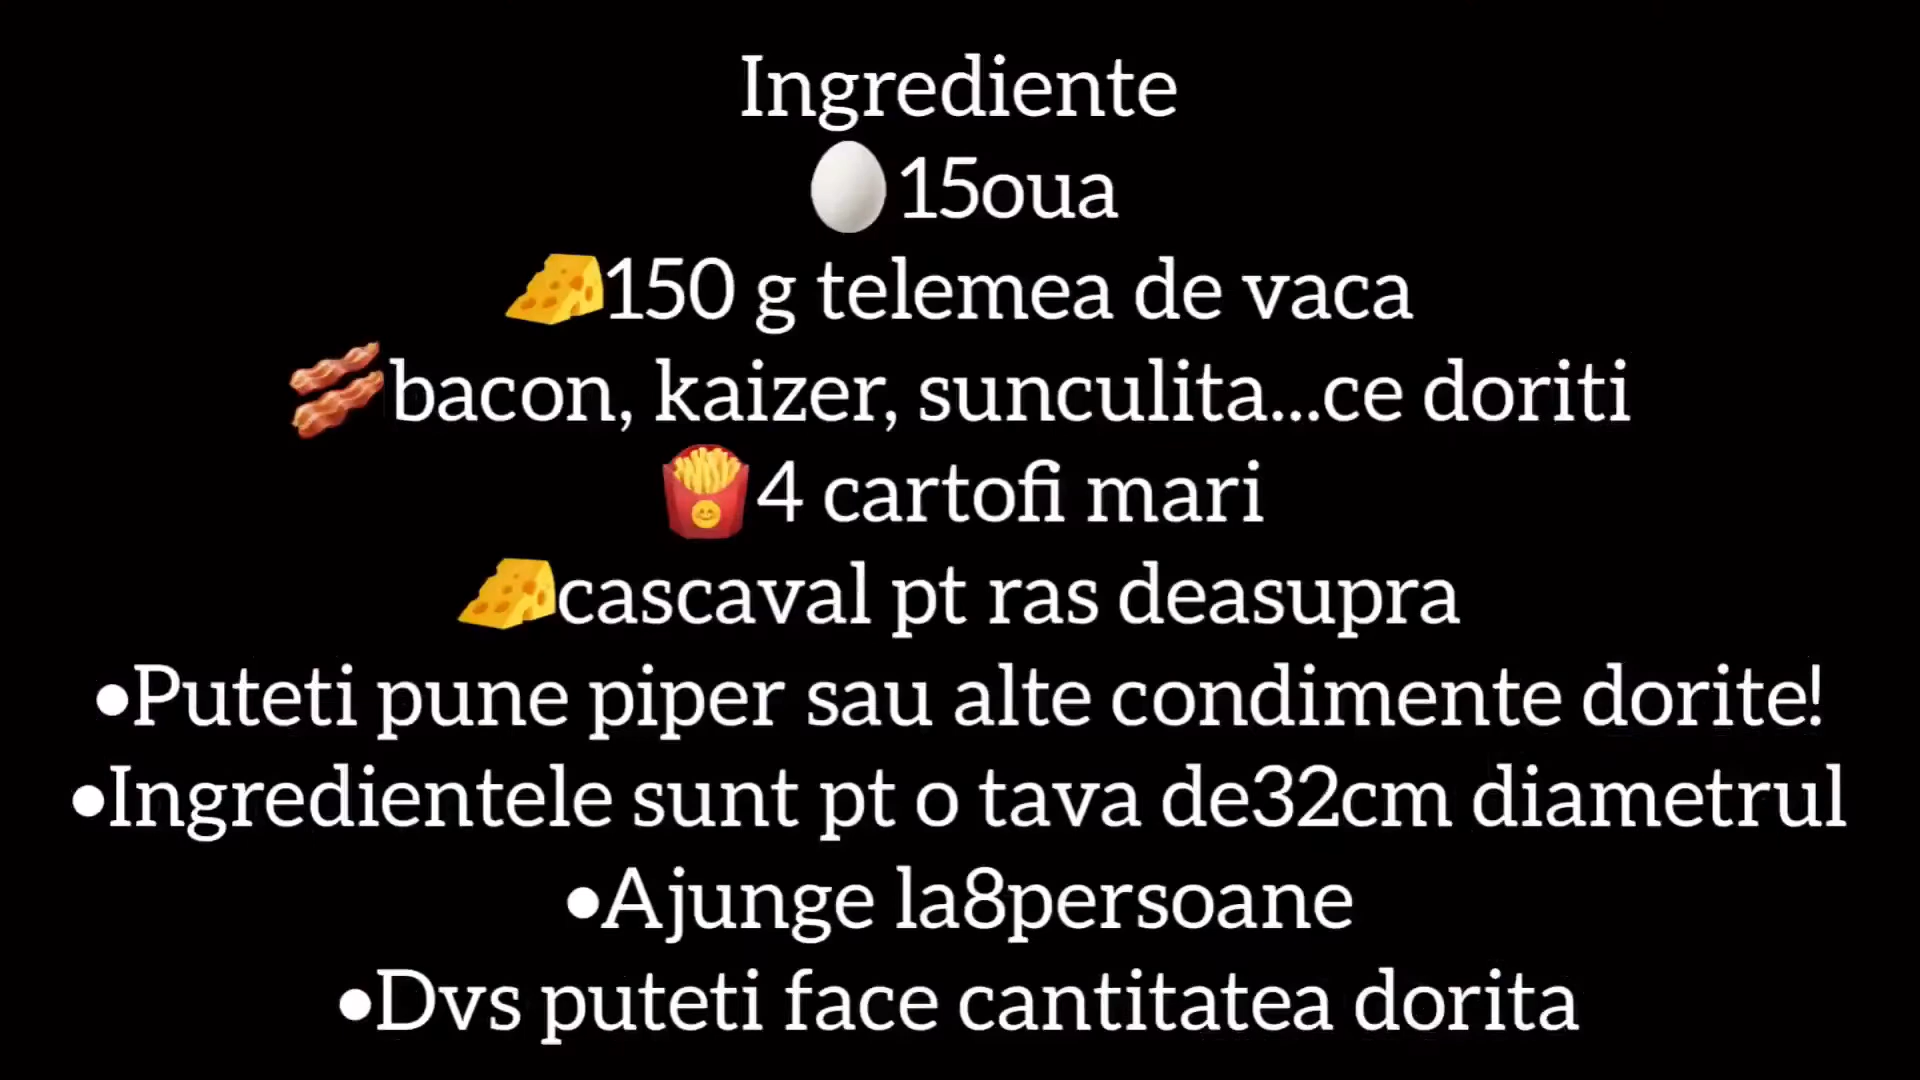 Ingrediente
🥚15oua
🧀150 g telemea de vaca
🥓bacon, kaizer, sunculita...ce doriti
🍟4 cartofi mari
🧀cascaval pt ras deasupra
•Puteti pune piper sau alte condimente dorite!
•Ingredientele sunt pt o tava de32cm diametrul
•Ajunge la8persoane
•Dvs puteti face cantitatea dorita